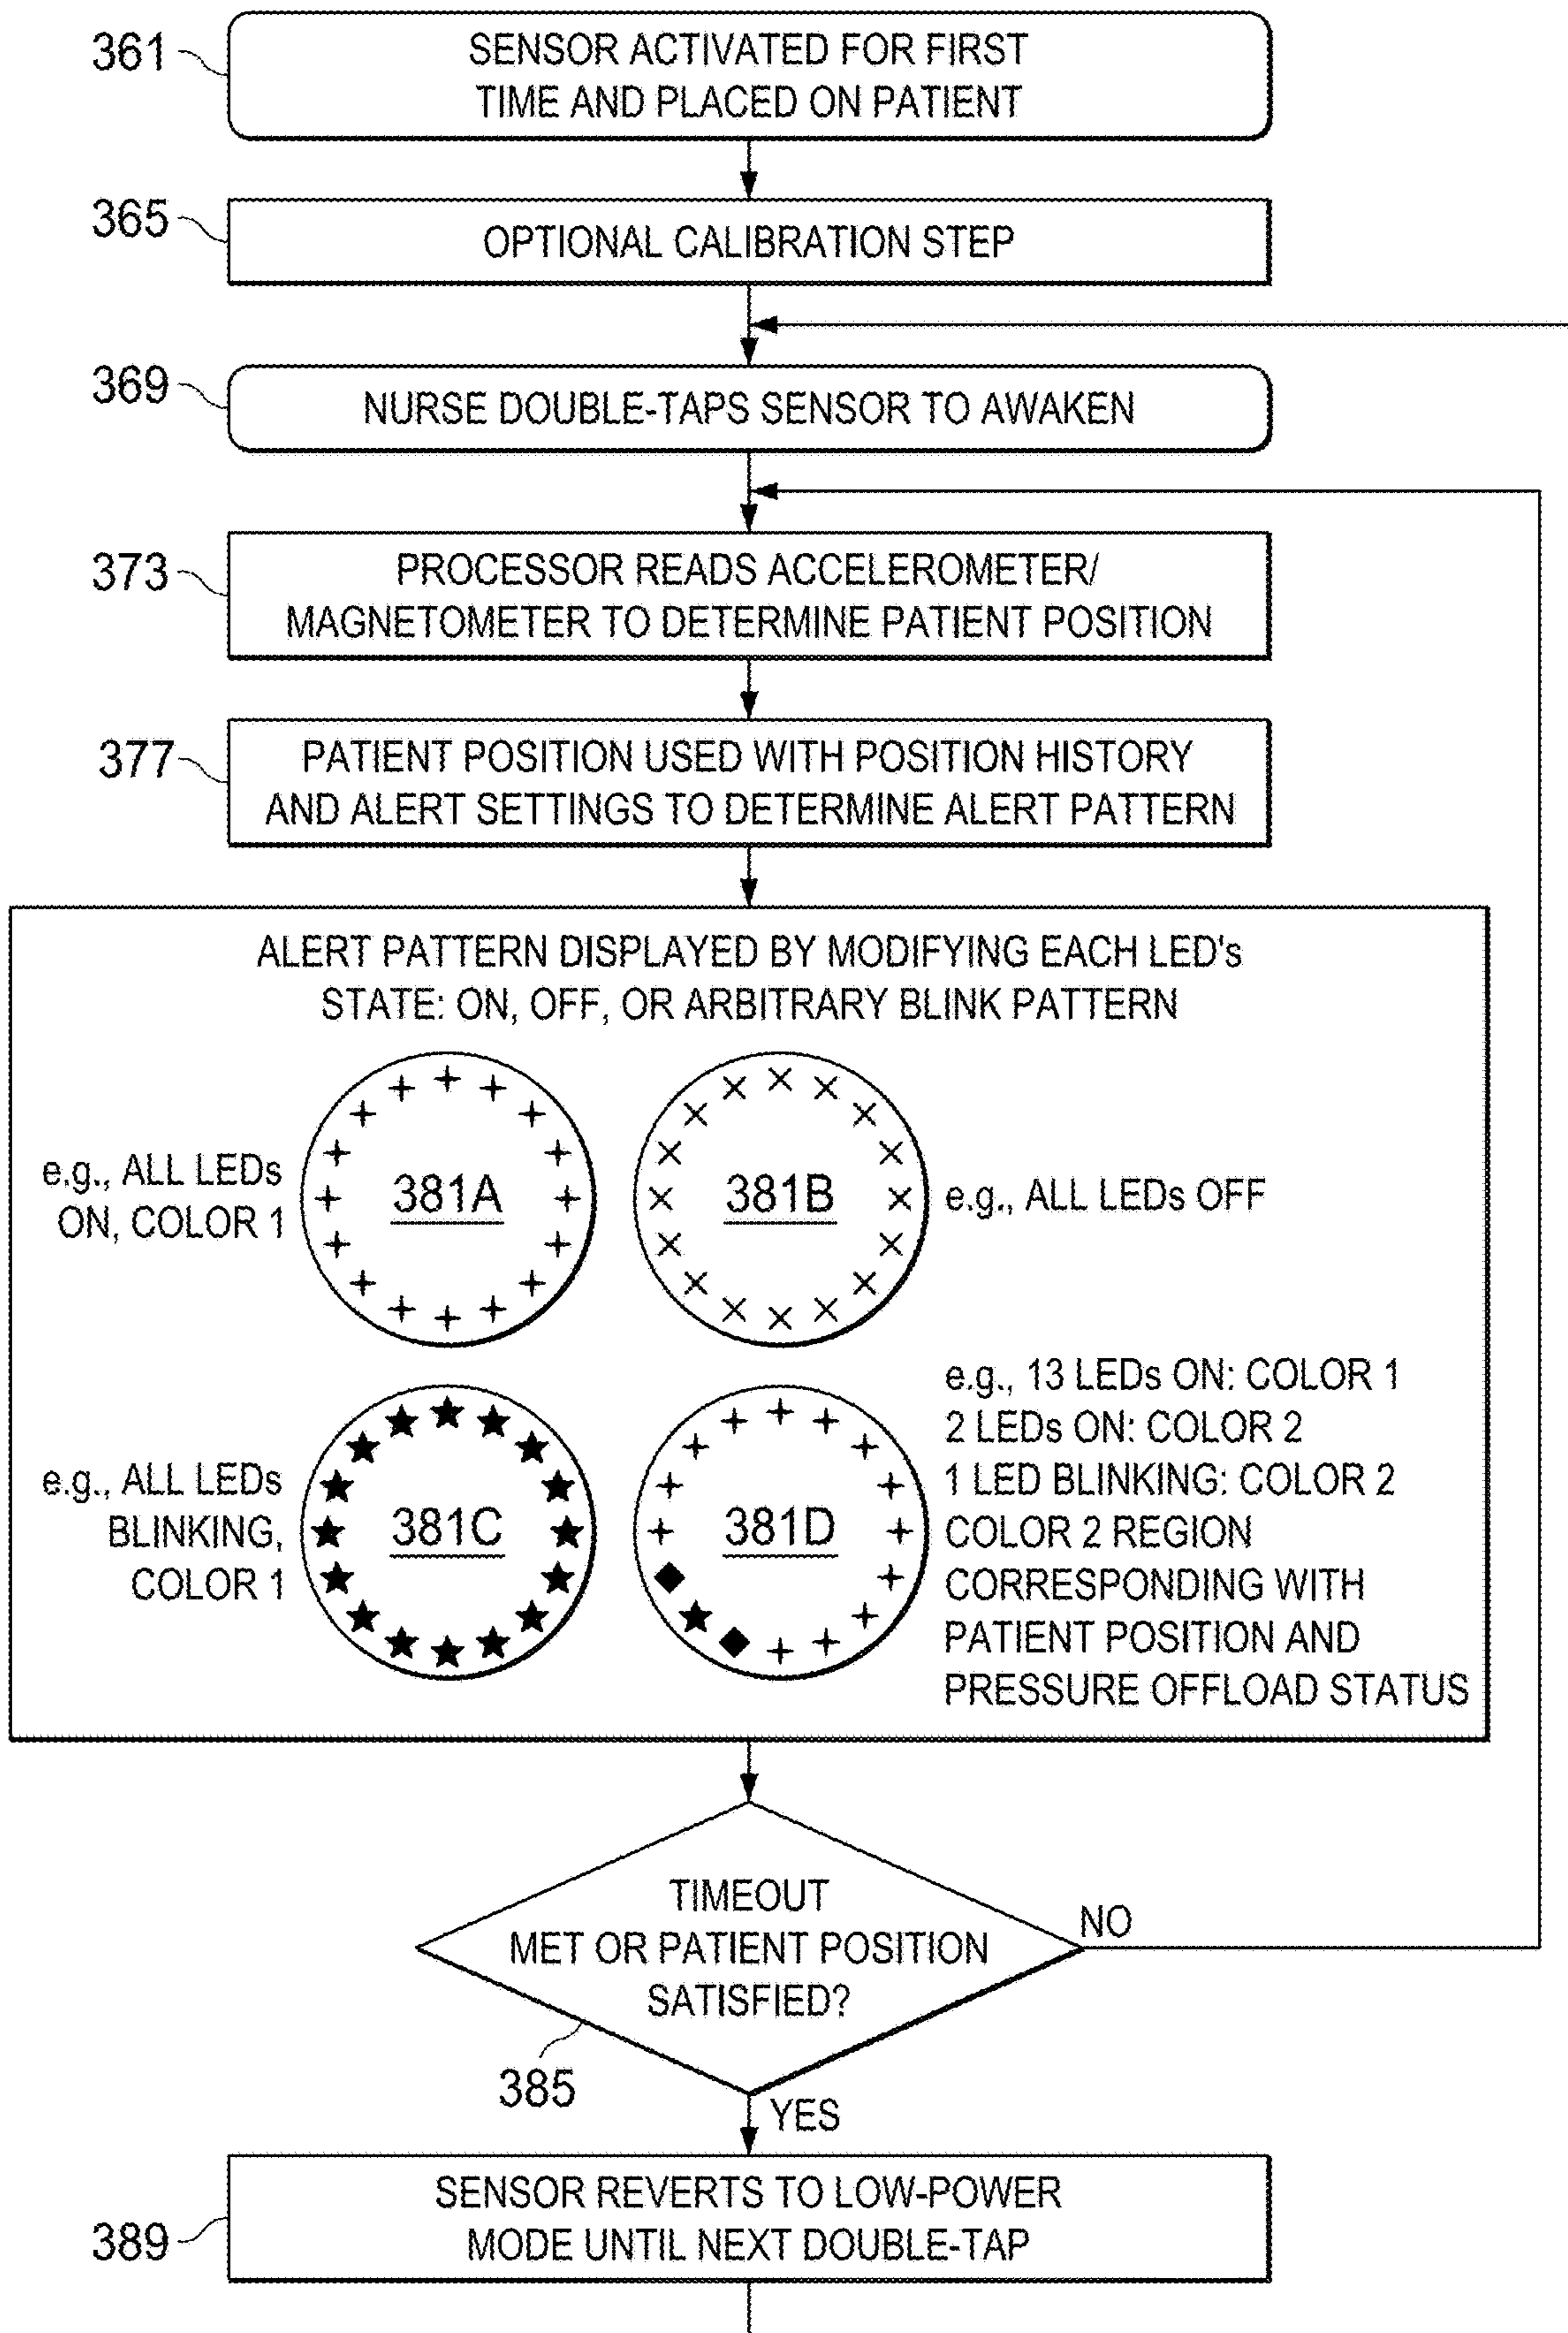 361
SENSOR ACTIVATED FOR FIRST
TIME AND PLACED ON PATIENT
365
OPTIONAL CALIBRATION STEP
369
NURSE DOUBLE-TAPS SENSOR TO AWAKEN
373
PROCESSOR READS ACCELEROMETER/
MAGNETOMETER TO DETERMINE PATIENT POSITION
377
PATIENT POSITION USED WITH POSITION HISTORY
AND ALERT SETTINGS TO DETERMINE ALERT PATTERN
ALERT PATTERN DISPLAYED BY MODIFYING EACH LED's
STATE: ON, OFF, OR ARBITRARY BLINK PATTERN
e.g., ALL LEDs
ON, COLOR 1
381A
381B
e.g., ALL LEDs OFF
e.g., ALL LEDs
BLINKING,
COLOR 1
381C
381D
e.g., 13 LEDs ON: COLOR 1
2 LEDs ON: COLOR 2
1 LED BLINKING: COLOR 2
COLOR 2 REGION
CORRESPONDING WITH
PATIENT POSITION AND
PRESSURE OFFLOAD STATUS
TIMEOUT
MET OR PATIENT POSITION
SATISFIED?
NO
385
YES
389
SENSOR REVERTS TO LOW-POWER
MODE UNTIL NEXT DOUBLE-TAP